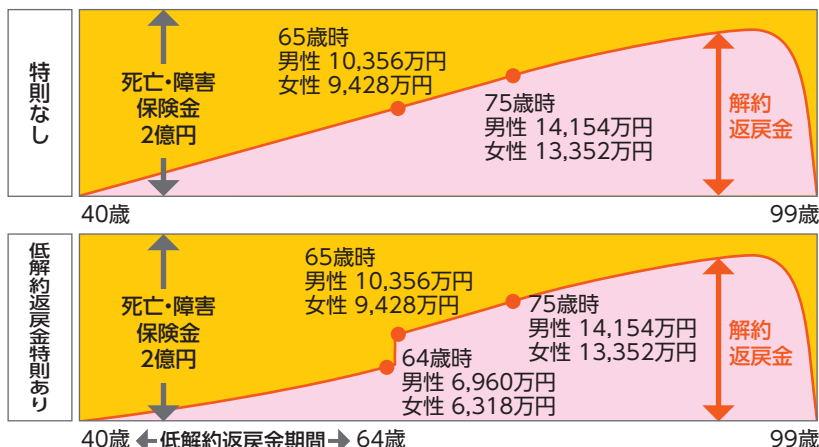 特則なし
死亡・障害
保険金
2億円
65歳時
男性 10,356万円
女性 9,428万円
75歳時
男性 14,154万円
女性 13,352万円
解約
返戻金
40歳
99歳
低解約返戻金特則あり
死亡・障害
保険金
2億円
65歳時
男性 10,356万円
女性 9,428万円
64歳時
男性 6,960万円
女性 6,318万円
75歳時
男性 14,154万円
女性 13,352万円
解約
返戻金
40歳 低解約返戻金期間 64歳
99歳